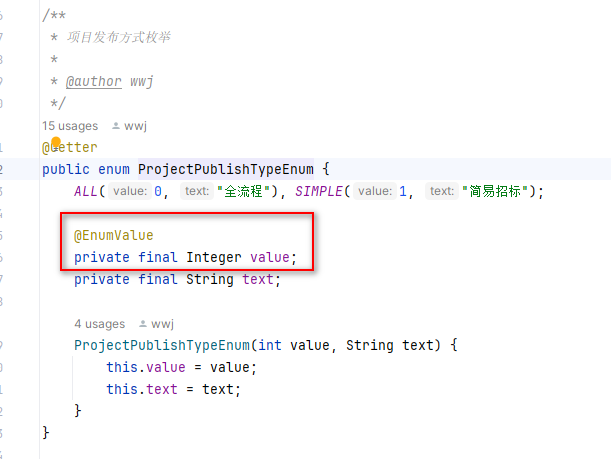 /**
* 项目发布方式枚举
*
* @author wwj
*/
15 usages wwj
@Getter
public enum ProjectPublishTypeEnum {
ALL( value: 0, text: "全流程"), SIMPLE( value: 1, text: "简易招标");
@EnumValue
private final Integer value;
private final String text;
4 usages wwj
ProjectPublishTypeEnum(int value, String text) {
this.value = value;
this.text = text;
}
}